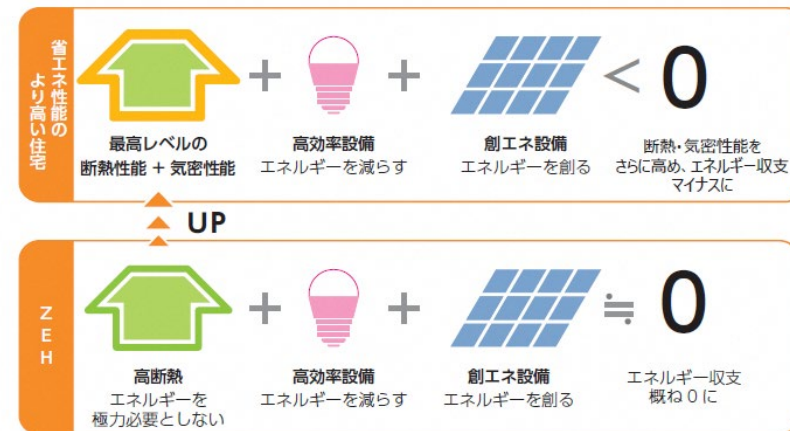 省エネ性能の
より高い住宅
+
+
< 0
最高レベルの
断熱性能 + 気密性能
高効率設備
エネルギーを減らす
創エネ設備
エネルギーを創る
断熱・気密性能を
さらに高め、エネルギー収支
マイナスに
UP
ZEH
+
+
≒ 0
高断熱
エネルギーを
極力必要としない
高効率設備
エネルギーを減らす
創エネ設備
エネルギーを創る
エネルギー収支
概ね0に